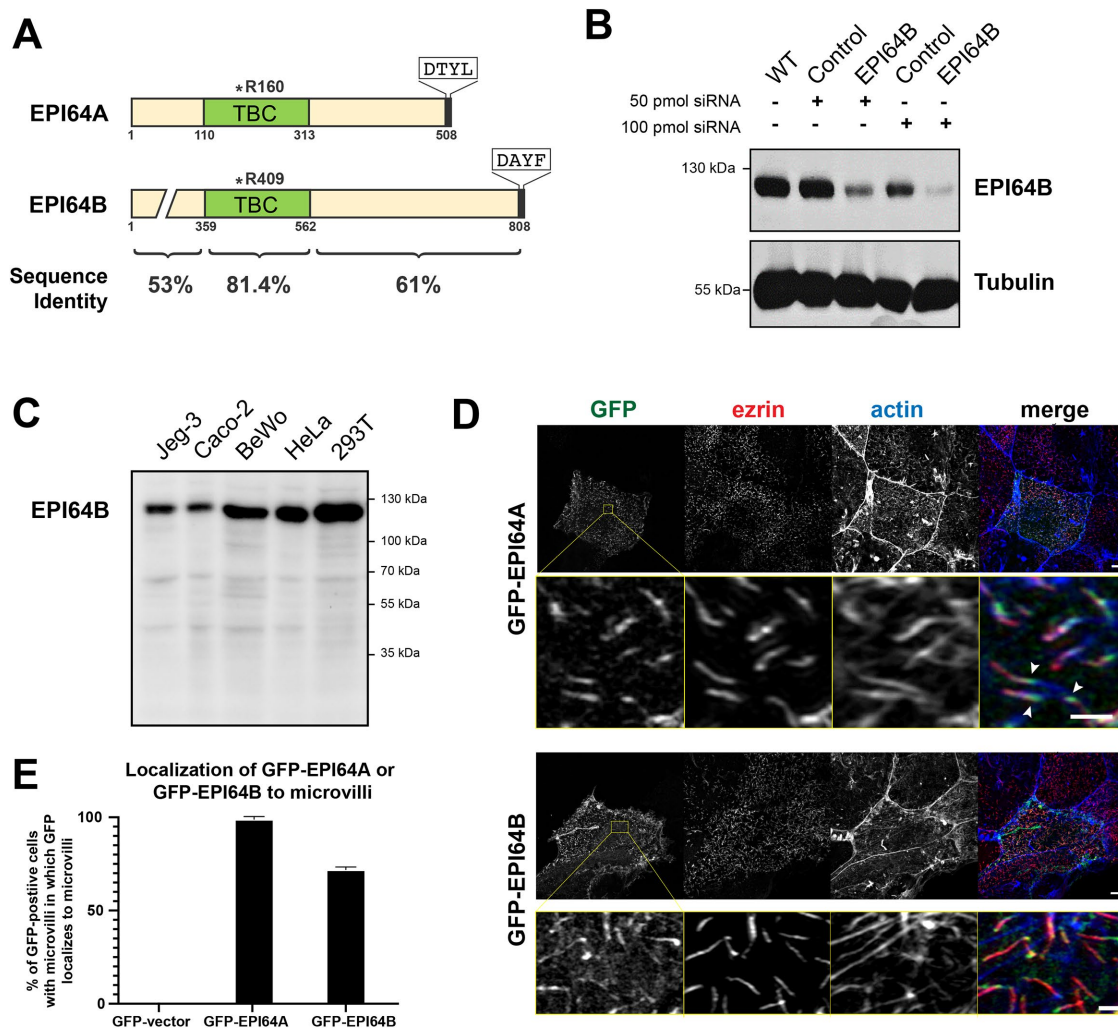 A
DTYL
*R160
EPI64A
TBC
1
110
313
508
DAYF
*R409
EPI64B
TBC
1
359
562
808
Sequence
Identity
53%
81.4%
61%
B
WT
Control
EPI64B
Control
EPI64B
50 pmol siRNA - + + - -
100 pmol siRNA - - - + +
130 kDa
EPI64B
55 kDa
Tubulin
C
Jeg-3
Caco-2
BeWo
HeLa
293T
EPI64B
130 kDa
100 kDa
70 kDa
55 kDa
35 kDa
D
GFP
ezrin
actin
merge
GFP-EPI64A
GFP-EPI64B
E
Localization of GFP-EPI64A or
GFP-EPI64B to microvilli
% of GFP-postiive cells
with microvilli in which GFP
localizes to microvilli
100
50
0
GFP-vector
GFP-EPI64A
GFP-EPI64B